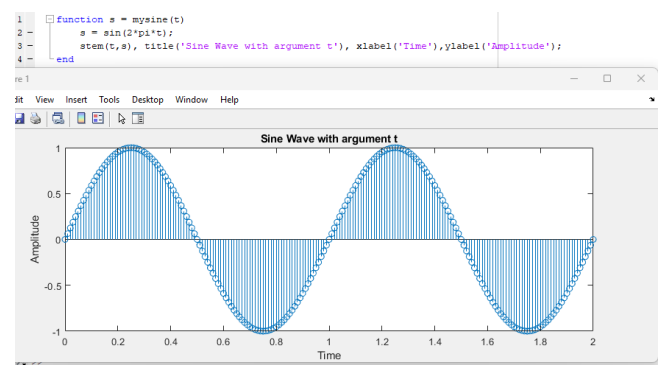 1 function s = mysine(t)
2 - s = sin(2*pi*t);
3 - stem(t,s), title('Sine Wave with argument t'), xlabel('Time'),ylabel('Amplitude');
4 - end
re 1
dit View Insert Tools Desktop Window Help
Sine Wave with argument t
1
0.5
0
-0.5
-1
Amplitude
0 0.2 0.4 0.6 0.8 1 1.2 1.4 1.6 1.8 2
Time